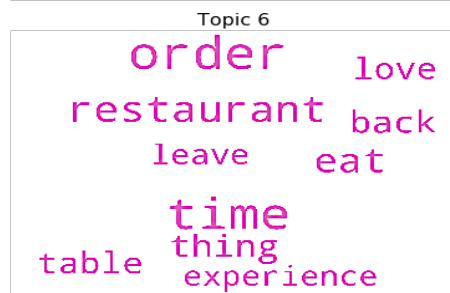 Topic 6
order
love
restaurant
back
leave
eat
time
thing
table
experience